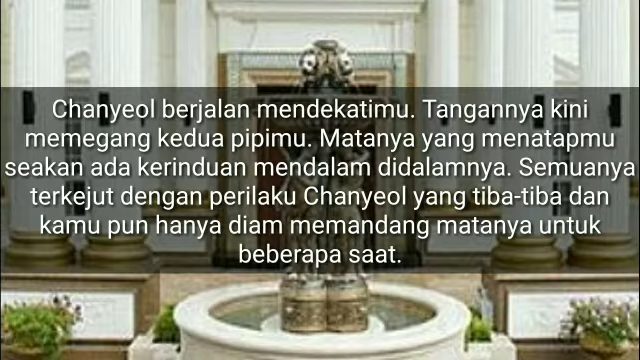 Chanyeol berjalan mendekatimu. Tangannya kini
memegang kedua pipimu. Matanya yang menatapmu
seakan ada kerinduan mendalam didalamnya. Semuanya
terkejut dengan perilaku Chanyeol yang tiba-tiba dan
kamu pun hanya diam memandang matanya untuk
beberapa saat.